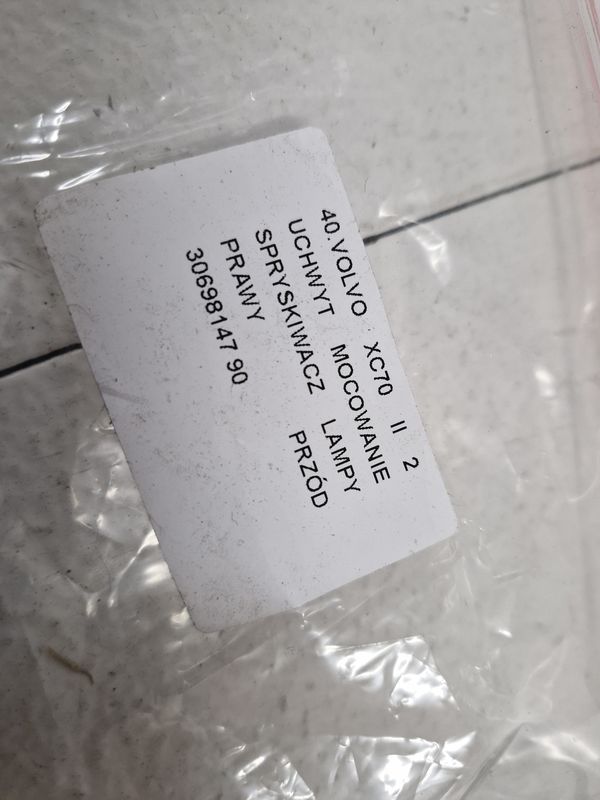 40.VOLVO XC70 II 2
UCHWYT MOCOWANIE
SPRYSKIWACZ LAMPY
PRAWY PRZÓD
30698147 90